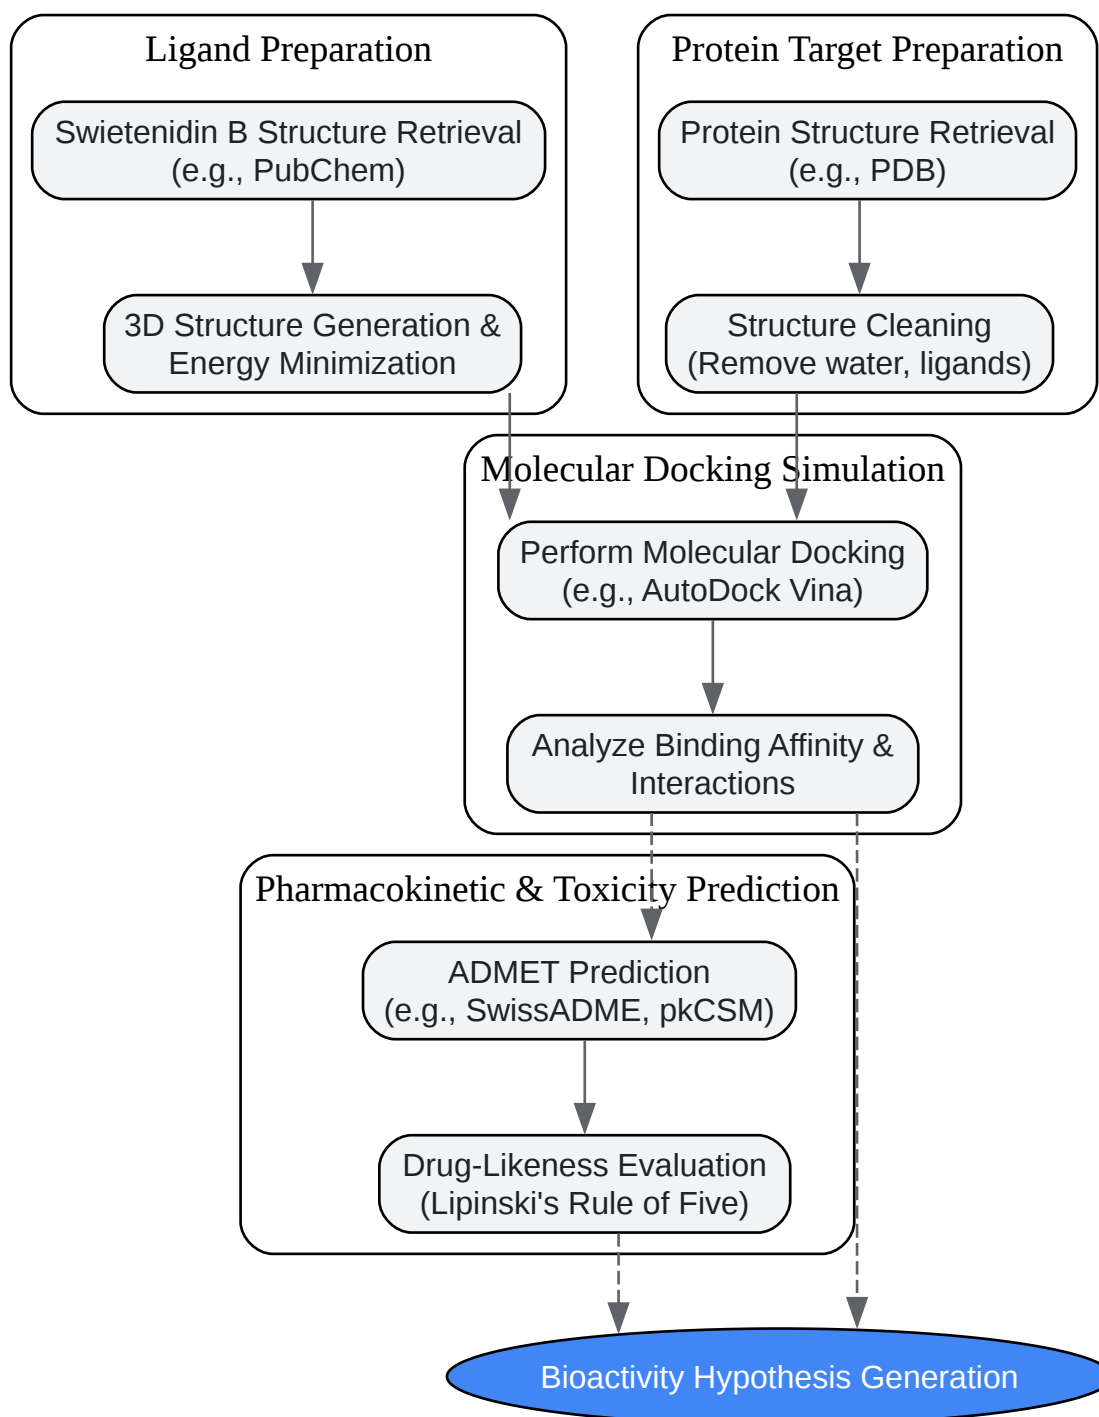 Ligand Preparation
Swietenidin B Structure Retrieval
(e.g., PubChem)
3D Structure Generation &
Energy Minimization
Protein Target Preparation
Protein Structure Retrieval
(e.g., PDB)
Structure Cleaning
(Remove water, ligands)
Molecular Docking Simulation
Perform Molecular Docking
(e.g., AutoDock Vina)
Analyze Binding Affinity &
Interactions
Pharmacokinetic & Toxicity Prediction
ADMET Prediction
(e.g., SwissADME, pkCSM)
Drug-Likeness Evaluation
(Lipinski's Rule of Five)
Bioactivity Hypothesis Generation